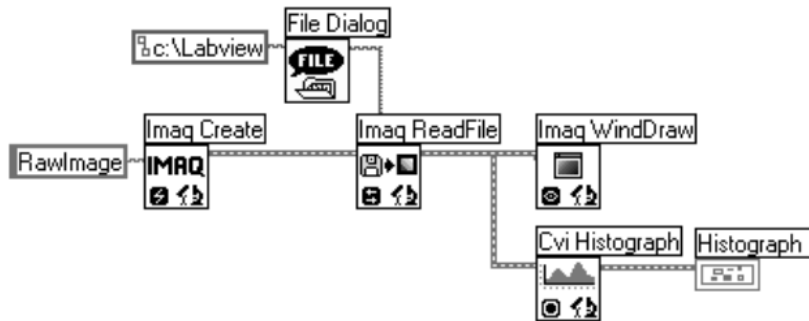 File Dialog
c:\Labview
FILE
Imaq Create
Imaq ReadFile
Imaq WindDraw
RawImage
IMAQ
Cvi Histograph
Histograph